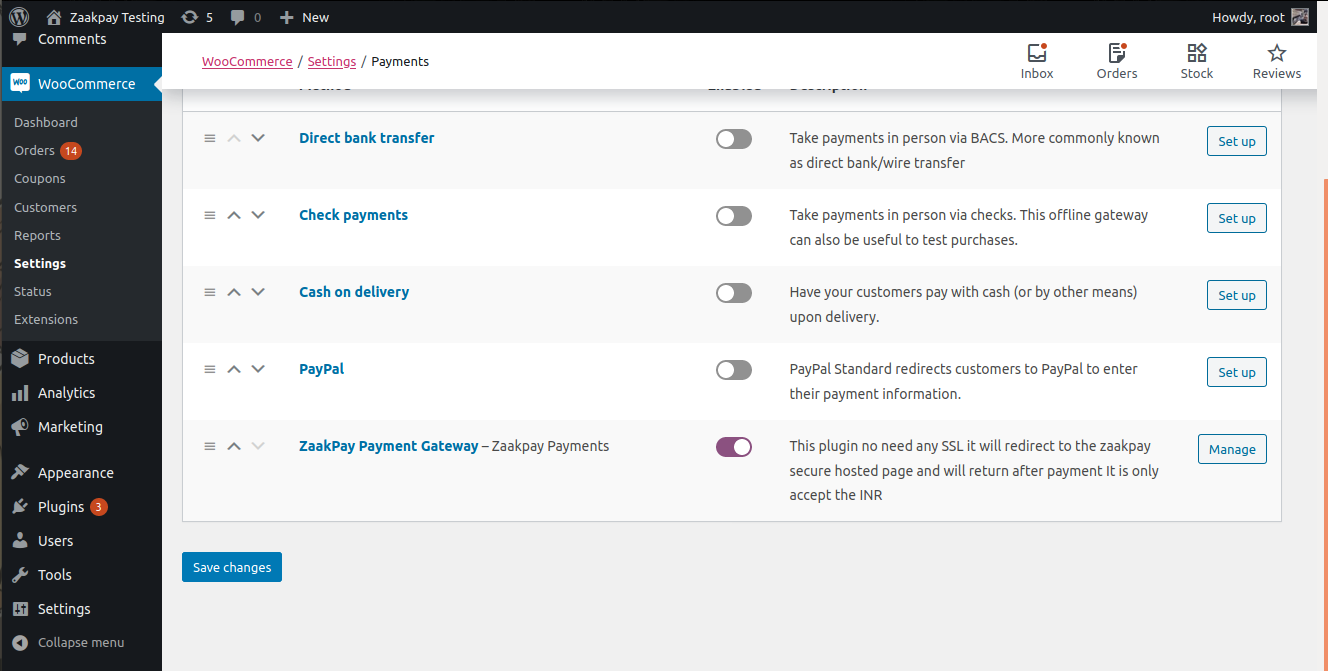 Zaakpay Testing 5 0 New Howdy, root
Comments
WooCommerce
Dashboard
Orders 14
Coupons
Customers
Reports
Settings
Status
Extensions
Products
Analytics
Marketing
Appearance
Plugins 3
Users
Tools
Settings
Collapse menu
WooCommerce / Settings / Payments
Inbox
Orders
Stock
Reviews
Direct bank transfer
Take payments in person via BACS. More commonly known
as direct bank/wire transfer
Set up
Check payments
Take payments in person via checks. This offline gateway
can also be useful to test purchases.
Set up
Cash on delivery
Have your customers pay with cash (or by other means)
upon delivery.
Set up
PayPal
PayPal Standard redirects customers to PayPal to enter
their payment information.
Set up
ZaakPay Payment Gateway – Zaakpay Payments
This plugin no need any SSL it will redirect to the zaakpay
secure hosted page and will return after payment It is only
accept the INR
Manage
Save changes